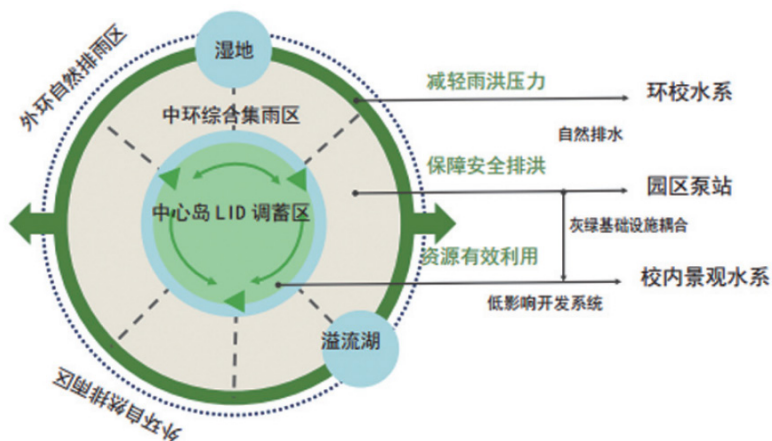 湿地
外环自然排雨区
中环综合集雨区
减轻雨洪压力
环校水系
自然排水
保障安全排洪
园区泵站
中心岛 LID 调蓄区
灰绿基础设施耦合
资源有效利用
校内景观水系
低影响开发系统
溢流湖
外环自然排雨区